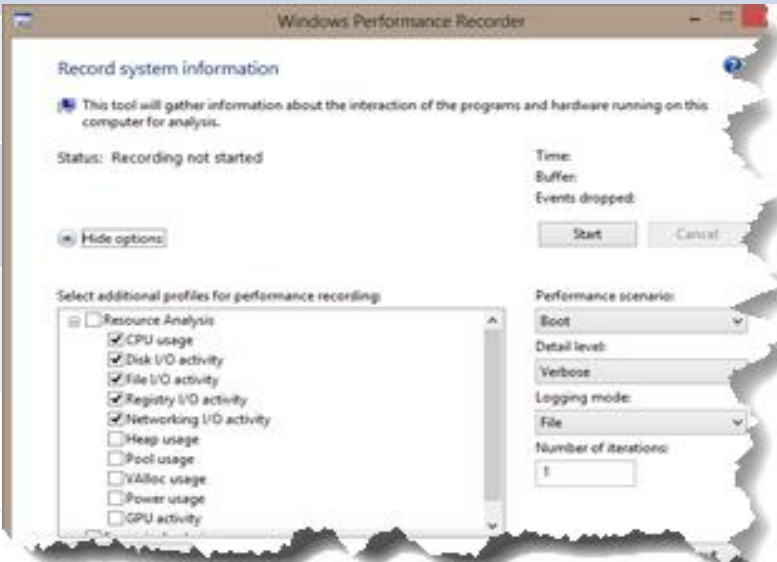 Windows Performance Recorder
Record system information
This tool will gather information about the interaction of the programs and hardware running on this
computer for analysis.
Status: Recording not started
Time:
Buffer:
Events dropped:
Hide options
Start
Cancel
Select additional profiles for performance recording:
Resource Analysis
CPU usage
Disk I/O activity
File I/O activity
Registry I/O activity
Networking I/O activity
Heap usage
Pool usage
VAlloc usage
Power usage
GPU activity
Performance scenario:
Boot
Detail level:
Verbose
Logging mode:
File
Number of iterations:
1